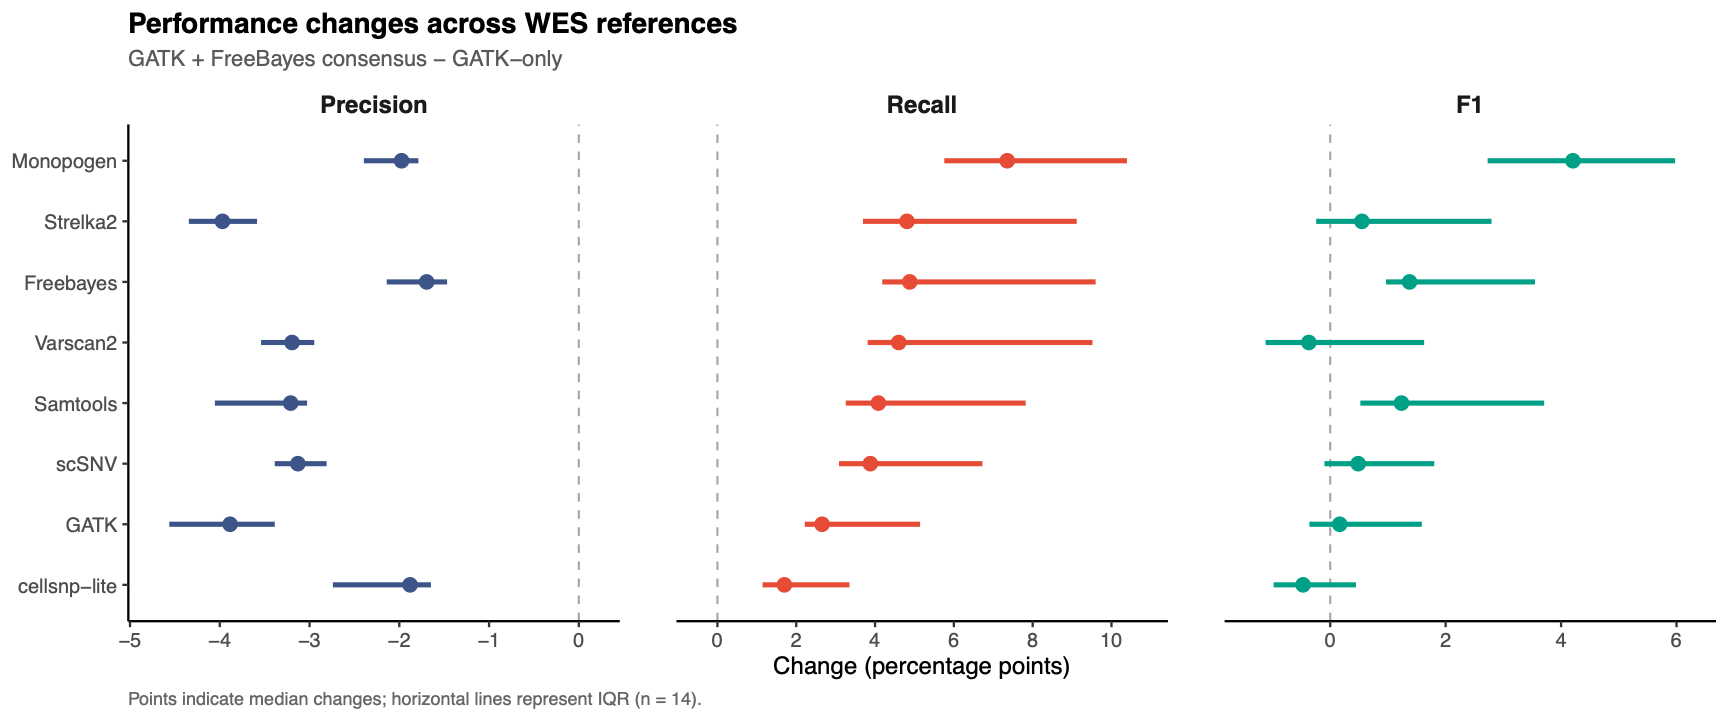 Performance changes across WES references
GATK + FreeBayes consensus − GATK−only
Precision
Recall
F1
Monopogen
Strelka2
Freebayes
Varscan2
Samtools
scSNV
GATK
cellsnp−lite
−5 −4 −3 −2 −1 0
0 2 4 6 8 10
0 2 4 6
Change (percentage points)
Points indicate median changes; horizontal lines represent IQR (n = 14).